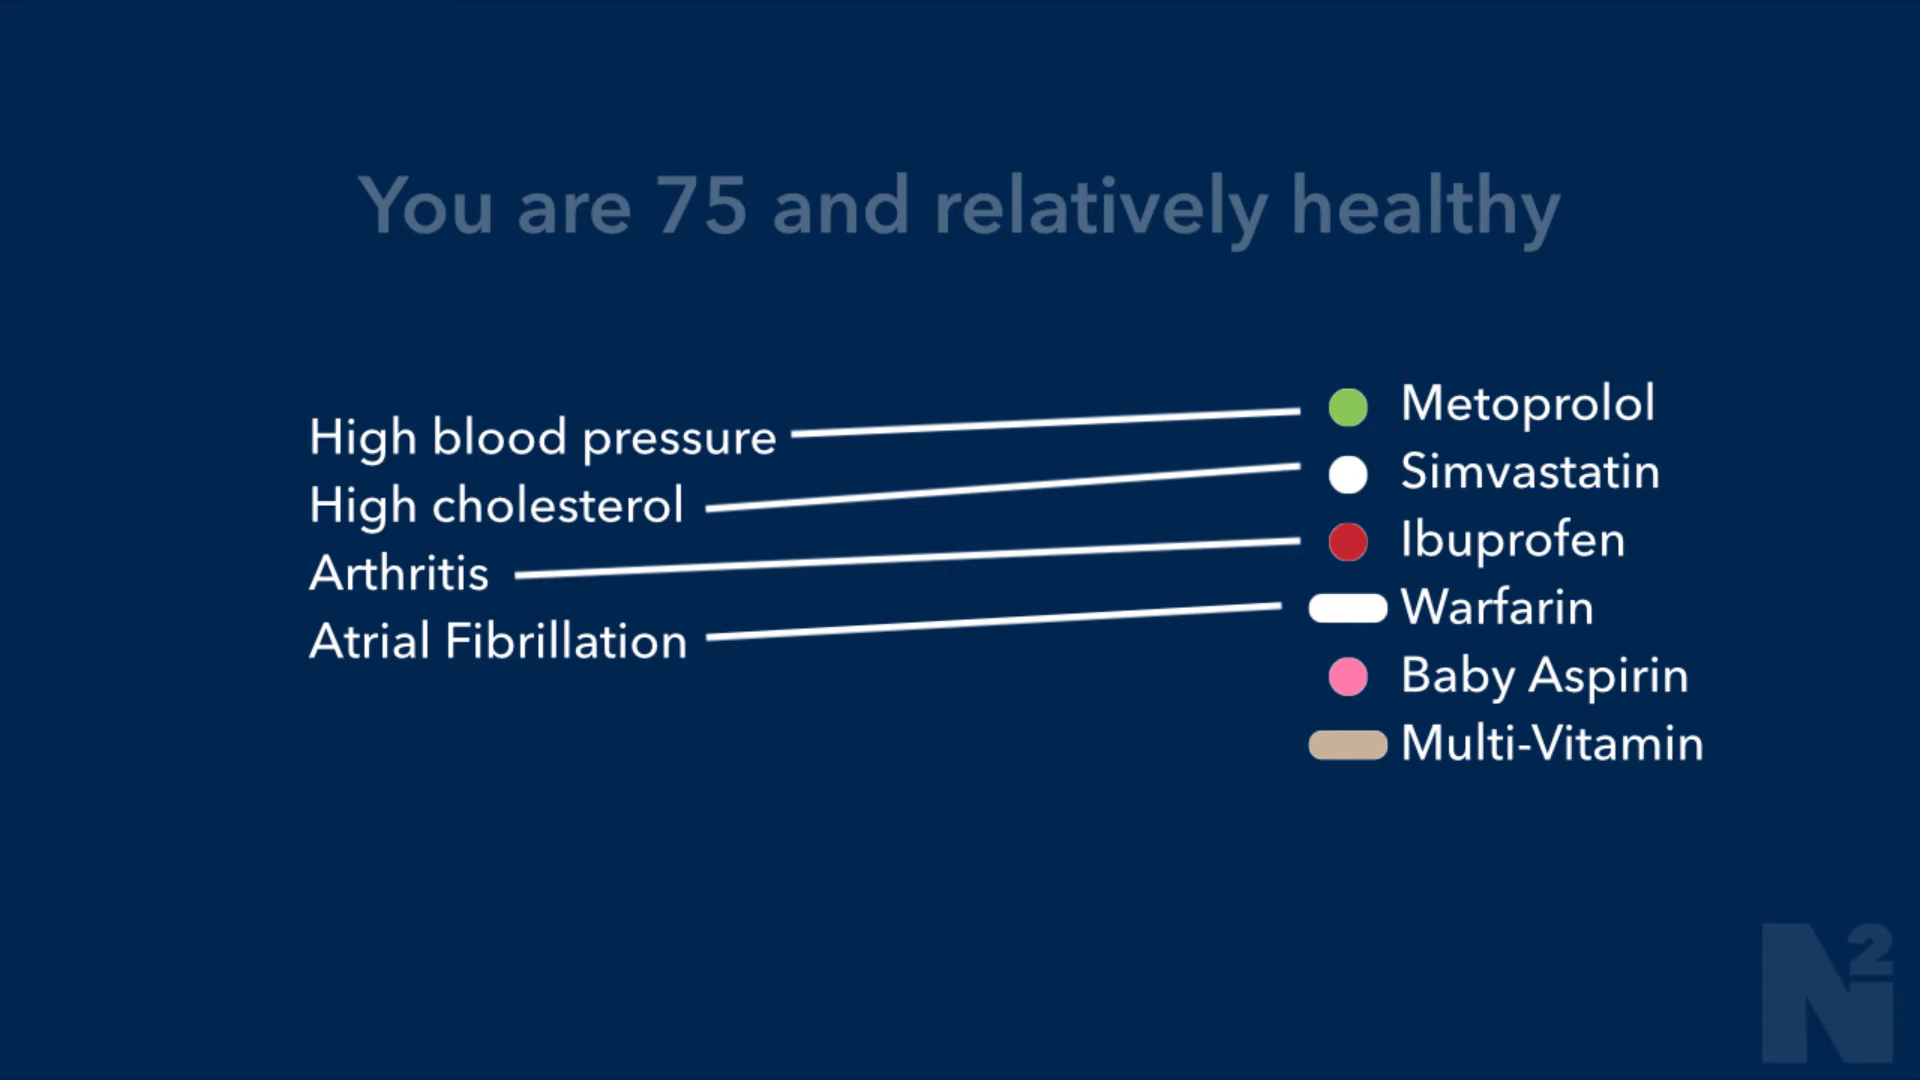 You are 75 and relatively healthy
High blood pressure
High cholesterol
Arthritis
Atrial Fibrillation
Metoprolol
Simvastatin
Ibuprofen
Warfarin
Baby Aspirin
Multi-Vitamin
N2